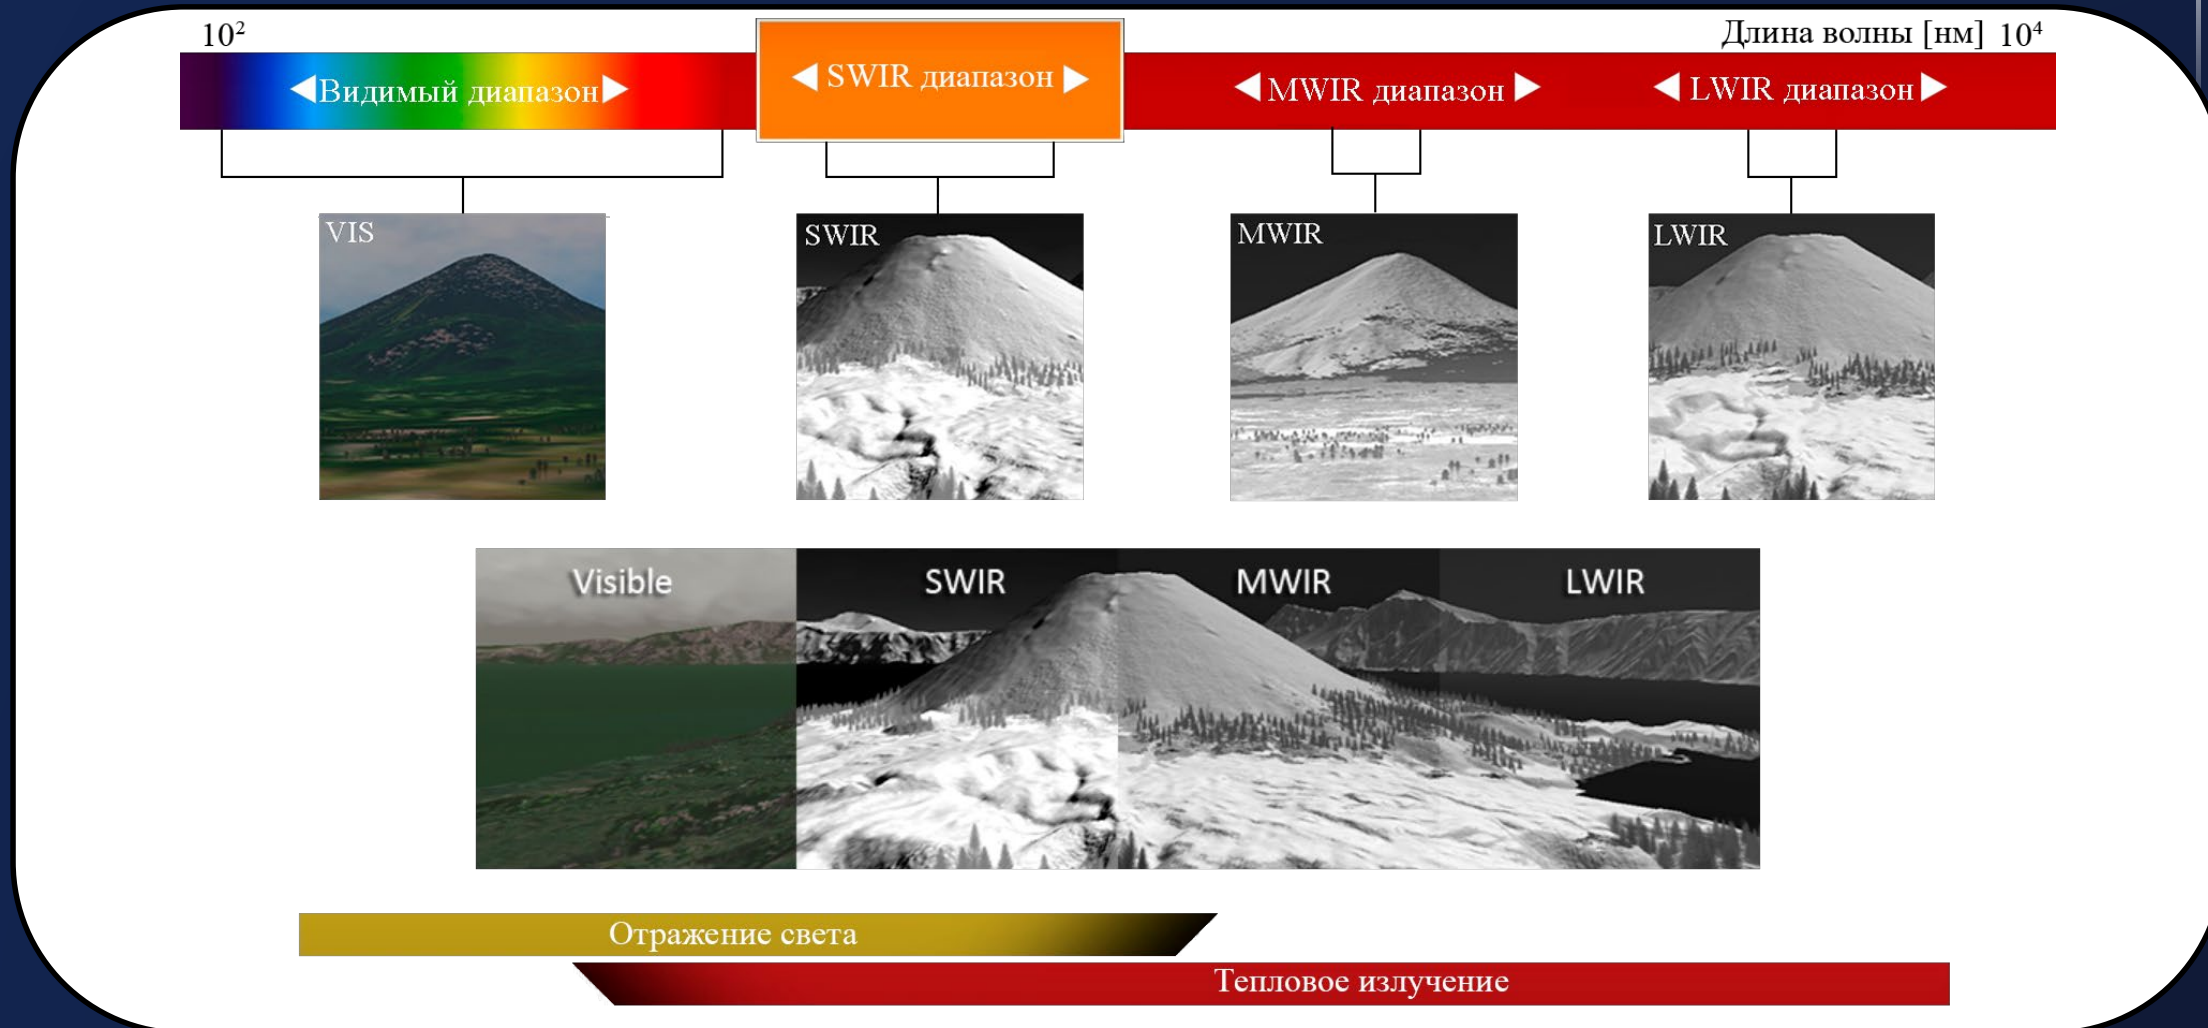 10²
Длина волны [нм] 10⁴
Видимый диапазон
SWIR диапазон
MWIR диапазон
LWIR диапазон
VIS
SWIR
MWIR
LWIR
Visible
SWIR
MWIR
LWIR
Отражение света
Тепловое излучение